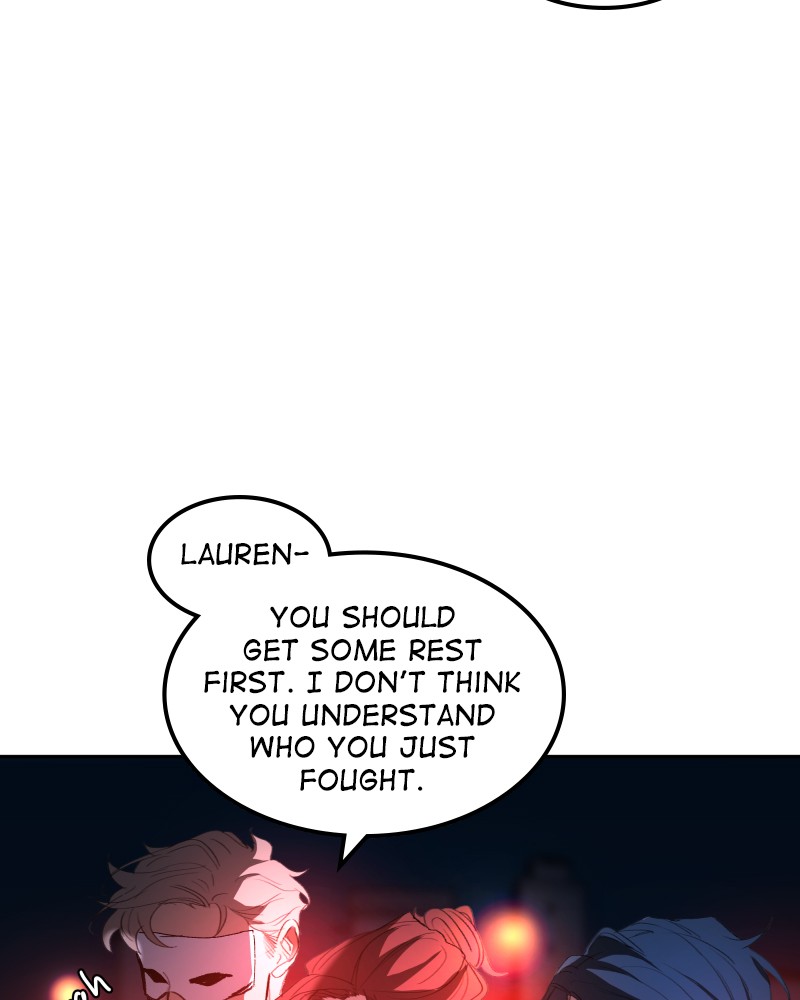 LAUREN-
YOU SHOULD
GET SOME REST
FIRST. I DON'T THINK
YOU UNDERSTAND
WHO YOU JUST
FOUGHT.